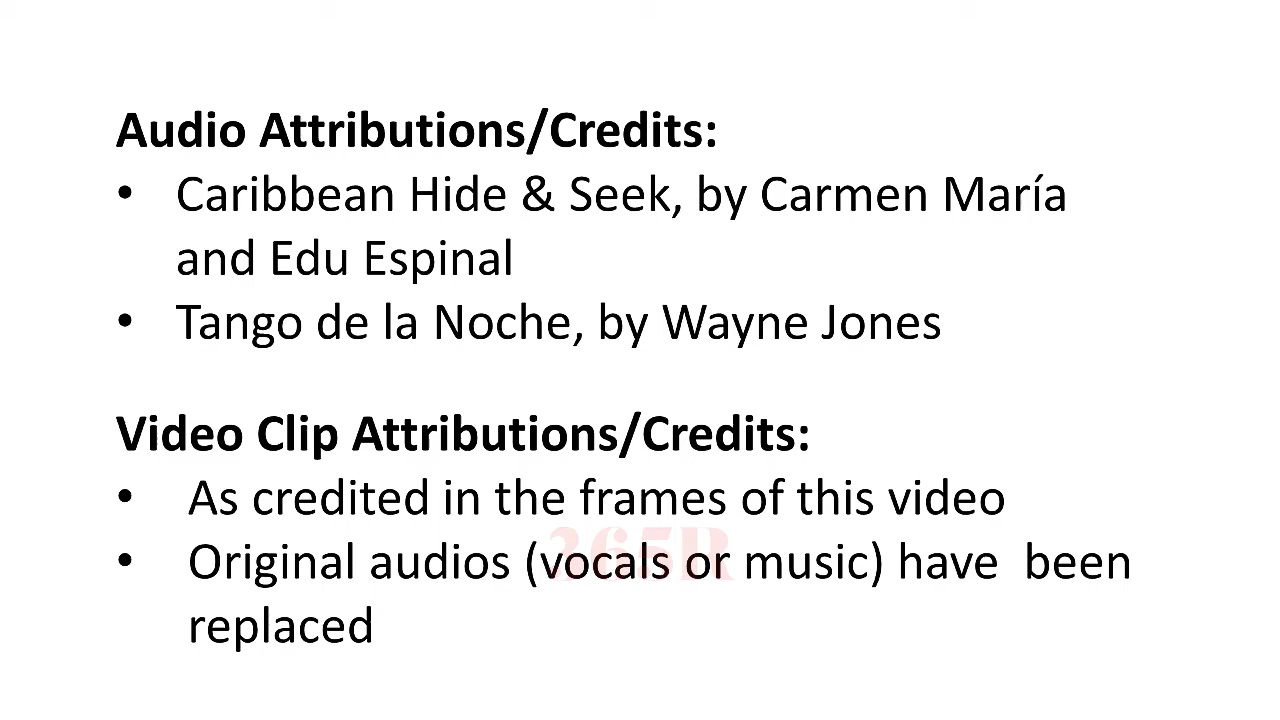 Audio Attributions/Credits:
• Caribbean Hide & Seek, by Carmen María
and Edu Espinal
• Tango de la Noche, by Wayne Jones
Video Clip Attributions/Credits:
• As credited in the frames of this video
• Original audios (vocals or music) have  been
replaced
365R